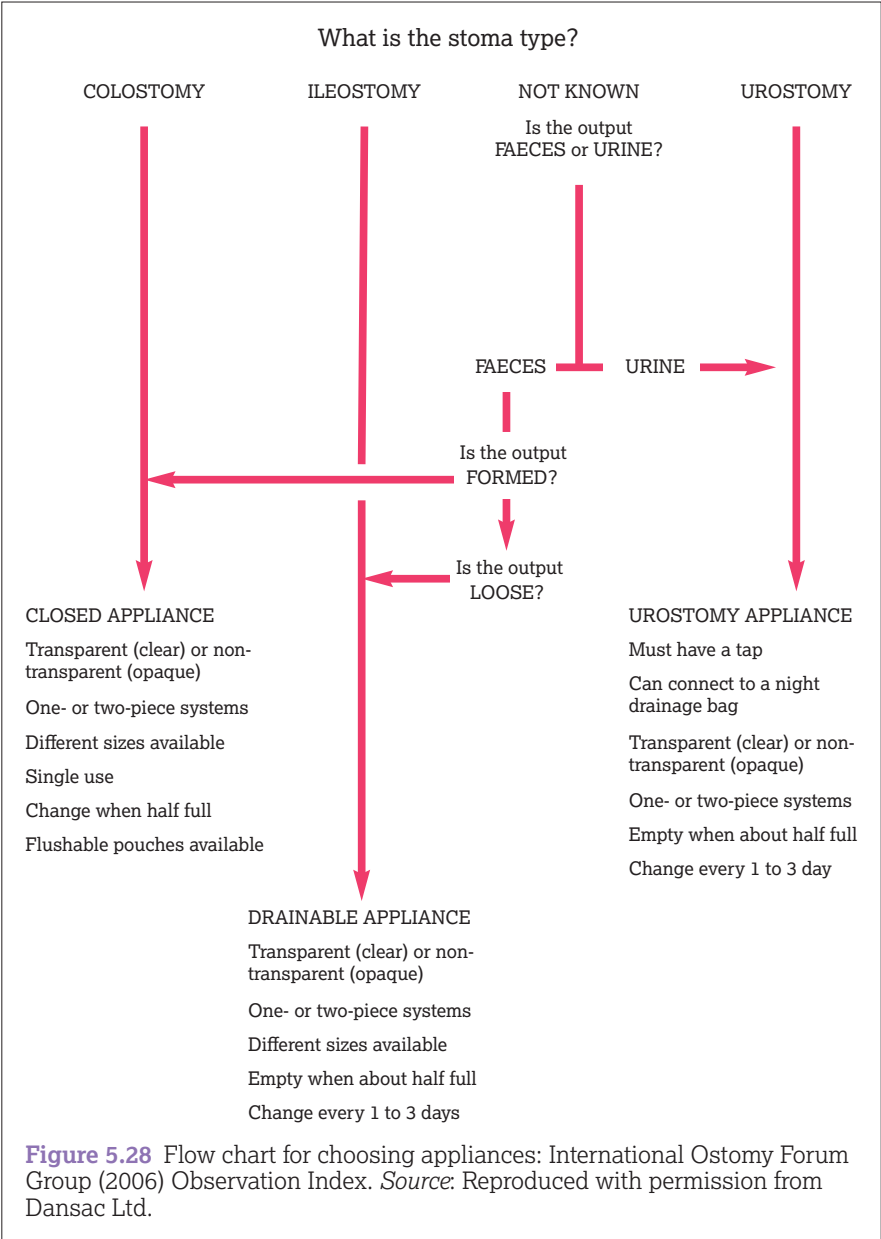 What is the stoma type?
COLOSTOMY
ILEOSTOMY
NOT KNOWN
UROSTOMY
Is the output
FAECES or URINE?
FAECES
URINE
Is the output
FORMED?
Is the output
LOOSE?
CLOSED APPLIANCE
Transparent (clear) or non-
transparent (opaque)
One- or two-piece systems
Different sizes available
Single use
Change when half full
Flushable pouches available
UROSTOMY APPLIANCE
Must have a tap
Can connect to a night
drainage bag
Transparent (clear) or non-
transparent (opaque)
One- or two-piece systems
Empty when about half full
Change every 1 to 3 day
DRAINABLE APPLIANCE
Transparent (clear) or non-
transparent (opaque)
One- or two-piece systems
Different sizes available
Empty when about half full
Change every 1 to 3 days
Figure 5.28 Flow chart for choosing appliances: International Ostomy Forum
Group (2006) Observation Index. Source: Reproduced with permission from
Dansac Ltd.